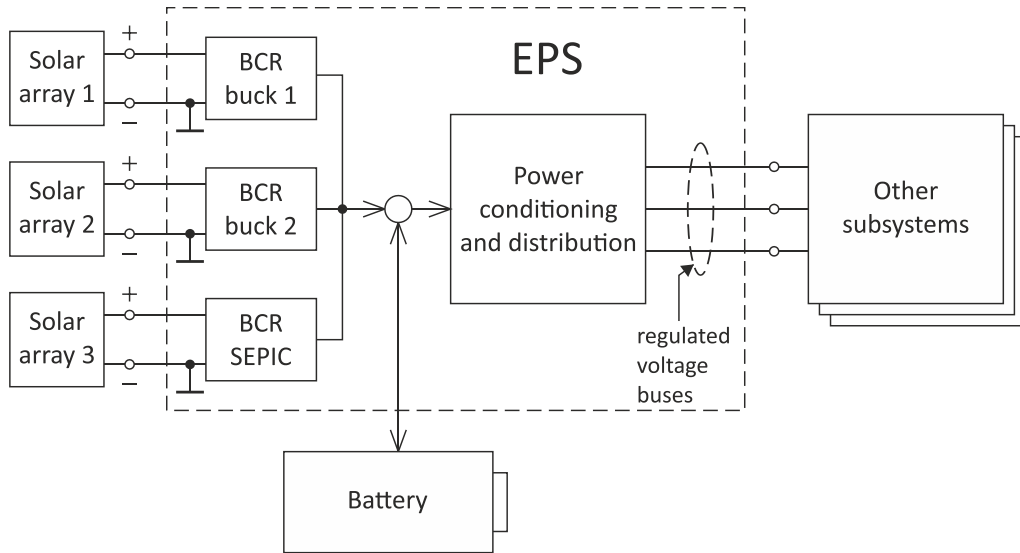 EPS
+
Solar
array 1
−
BCR
buck 1
+
Solar
array 2
−
BCR
buck 2
+
Solar
array 3
−
BCR
SEPIC
Power
conditioning
and distribution
Other
subsystems
regulated
voltage
buses
Battery